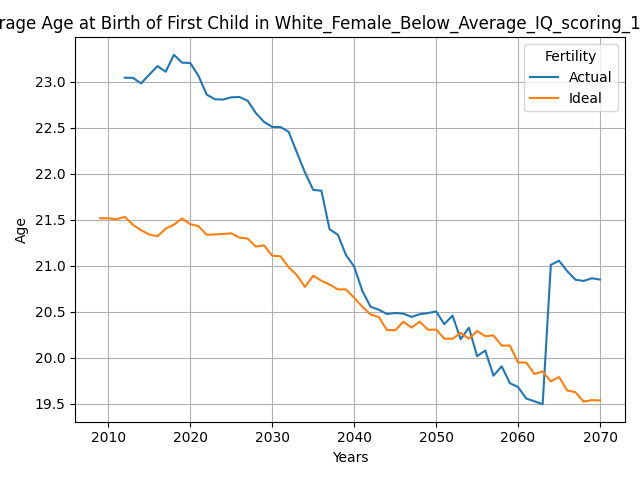 Age at Birth of First Child in White_Female_Below_Average_IQ_scoring_1
Fertility
Actual
Ideal
23.0
22.5
22.0
21.5
21.0
20.5
20.0
19.5
Age
2010 2020 2030 2040 2050 2060 2070
Years